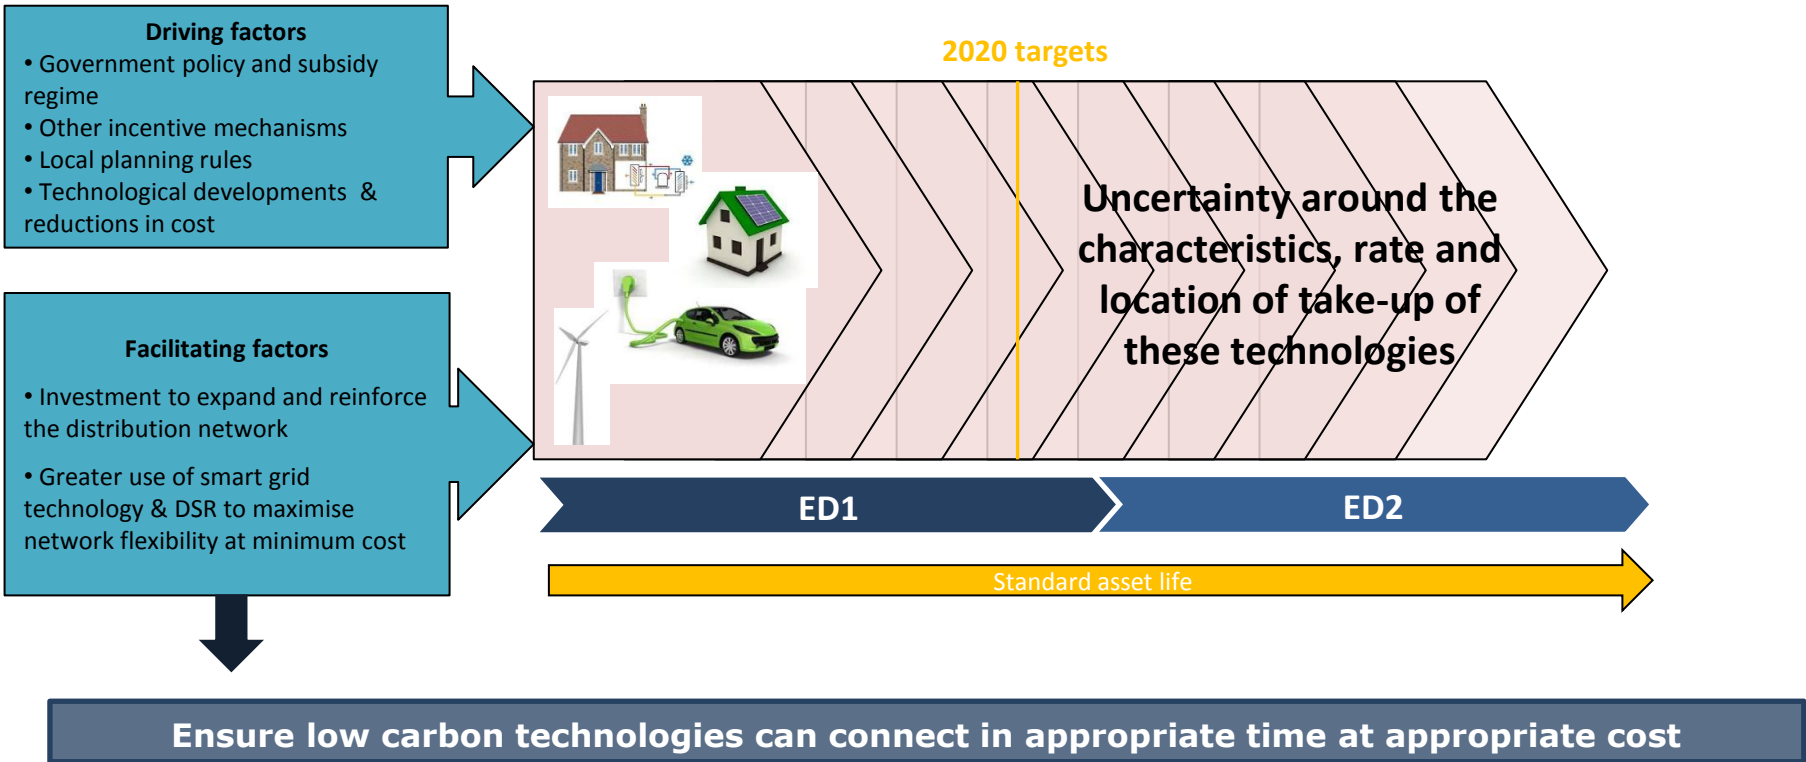 Driving factors
• Government policy and subsidy
regime
• Other incentive mechanisms
• Local planning rules
• Technological developments &
reductions in cost
Facilitating factors
• Investment to expand and reinforce
the distribution network
• Greater use of smart grid
technology & DSR to maximise
network flexibility at minimum cost
2020 targets
Uncertainty around the
characteristics, rate and
location of take-up of
these technologies
ED1
ED2
Standard asset life
Ensure low carbon technologies can connect in appropriate time at appropriate cost